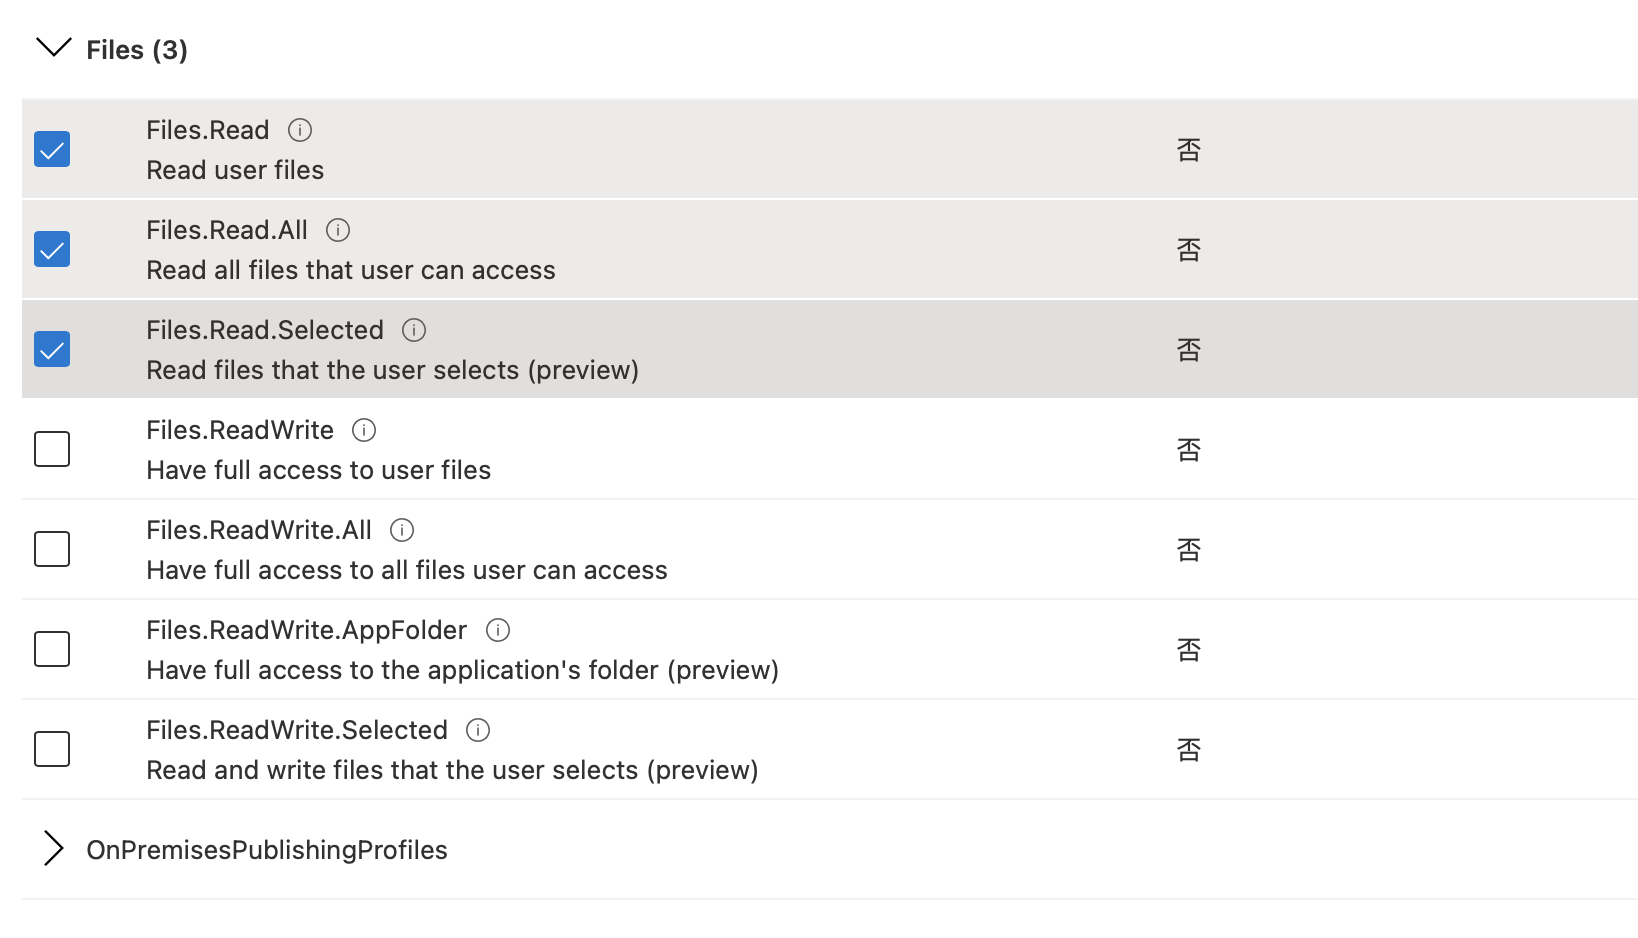 Files (3)
Files.Read
Read user files
否
Files.Read.All
Read all files that user can access
否
Files.Read.Selected
Read files that the user selects (preview)
否
Files.ReadWrite
Have full access to user files
否
Files.ReadWrite.All
Have full access to all files user can access
否
Files.ReadWrite.AppFolder
Have full access to the application's folder (preview)
否
Files.ReadWrite.Selected
Read and write files that the user selects (preview)
否
OnPremisesPublishingProfiles